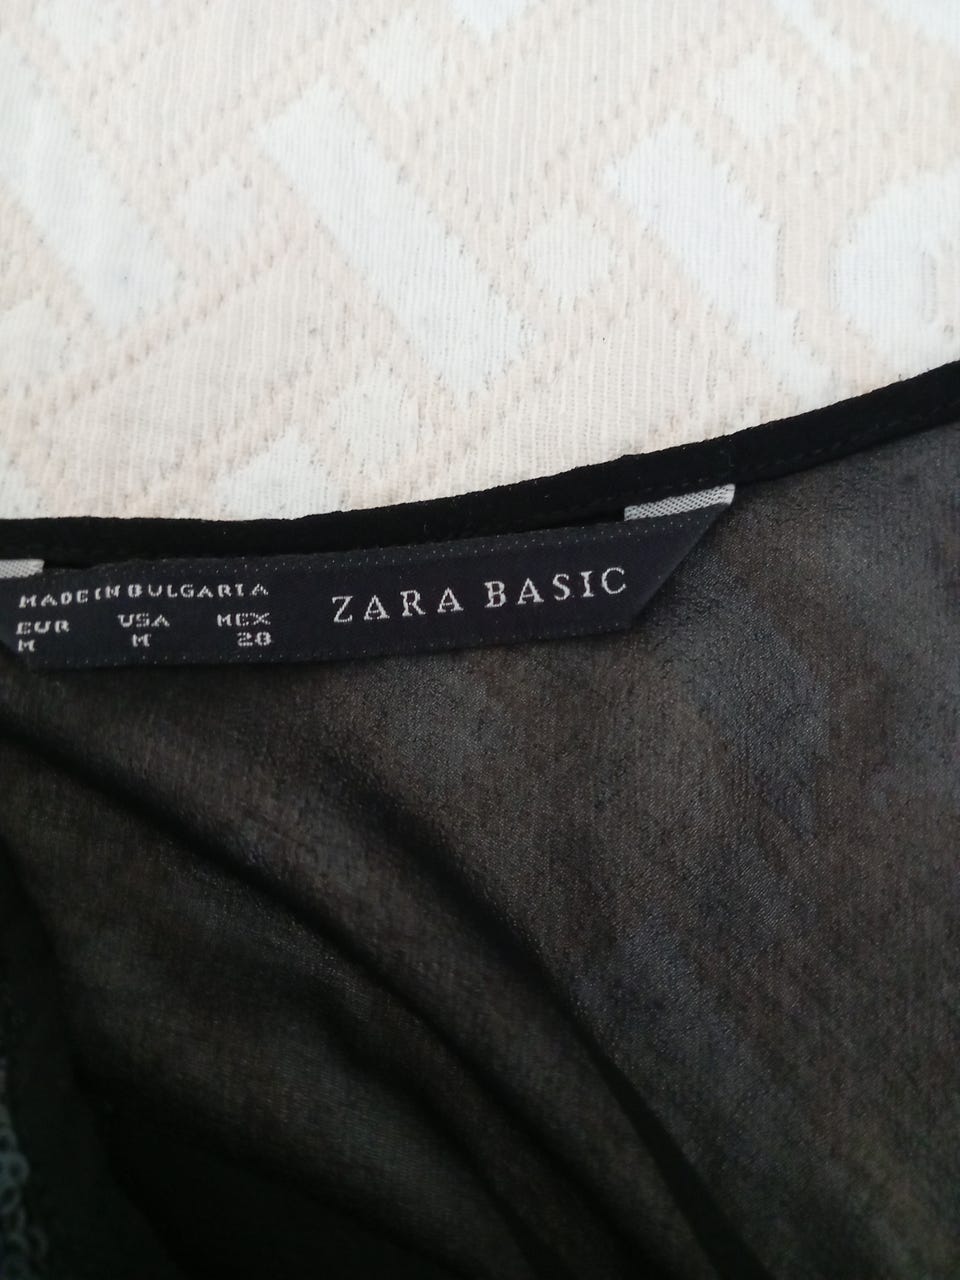 MADE IN BULGARIA
EUR USA MEX
M M 28
ZARA BASIC